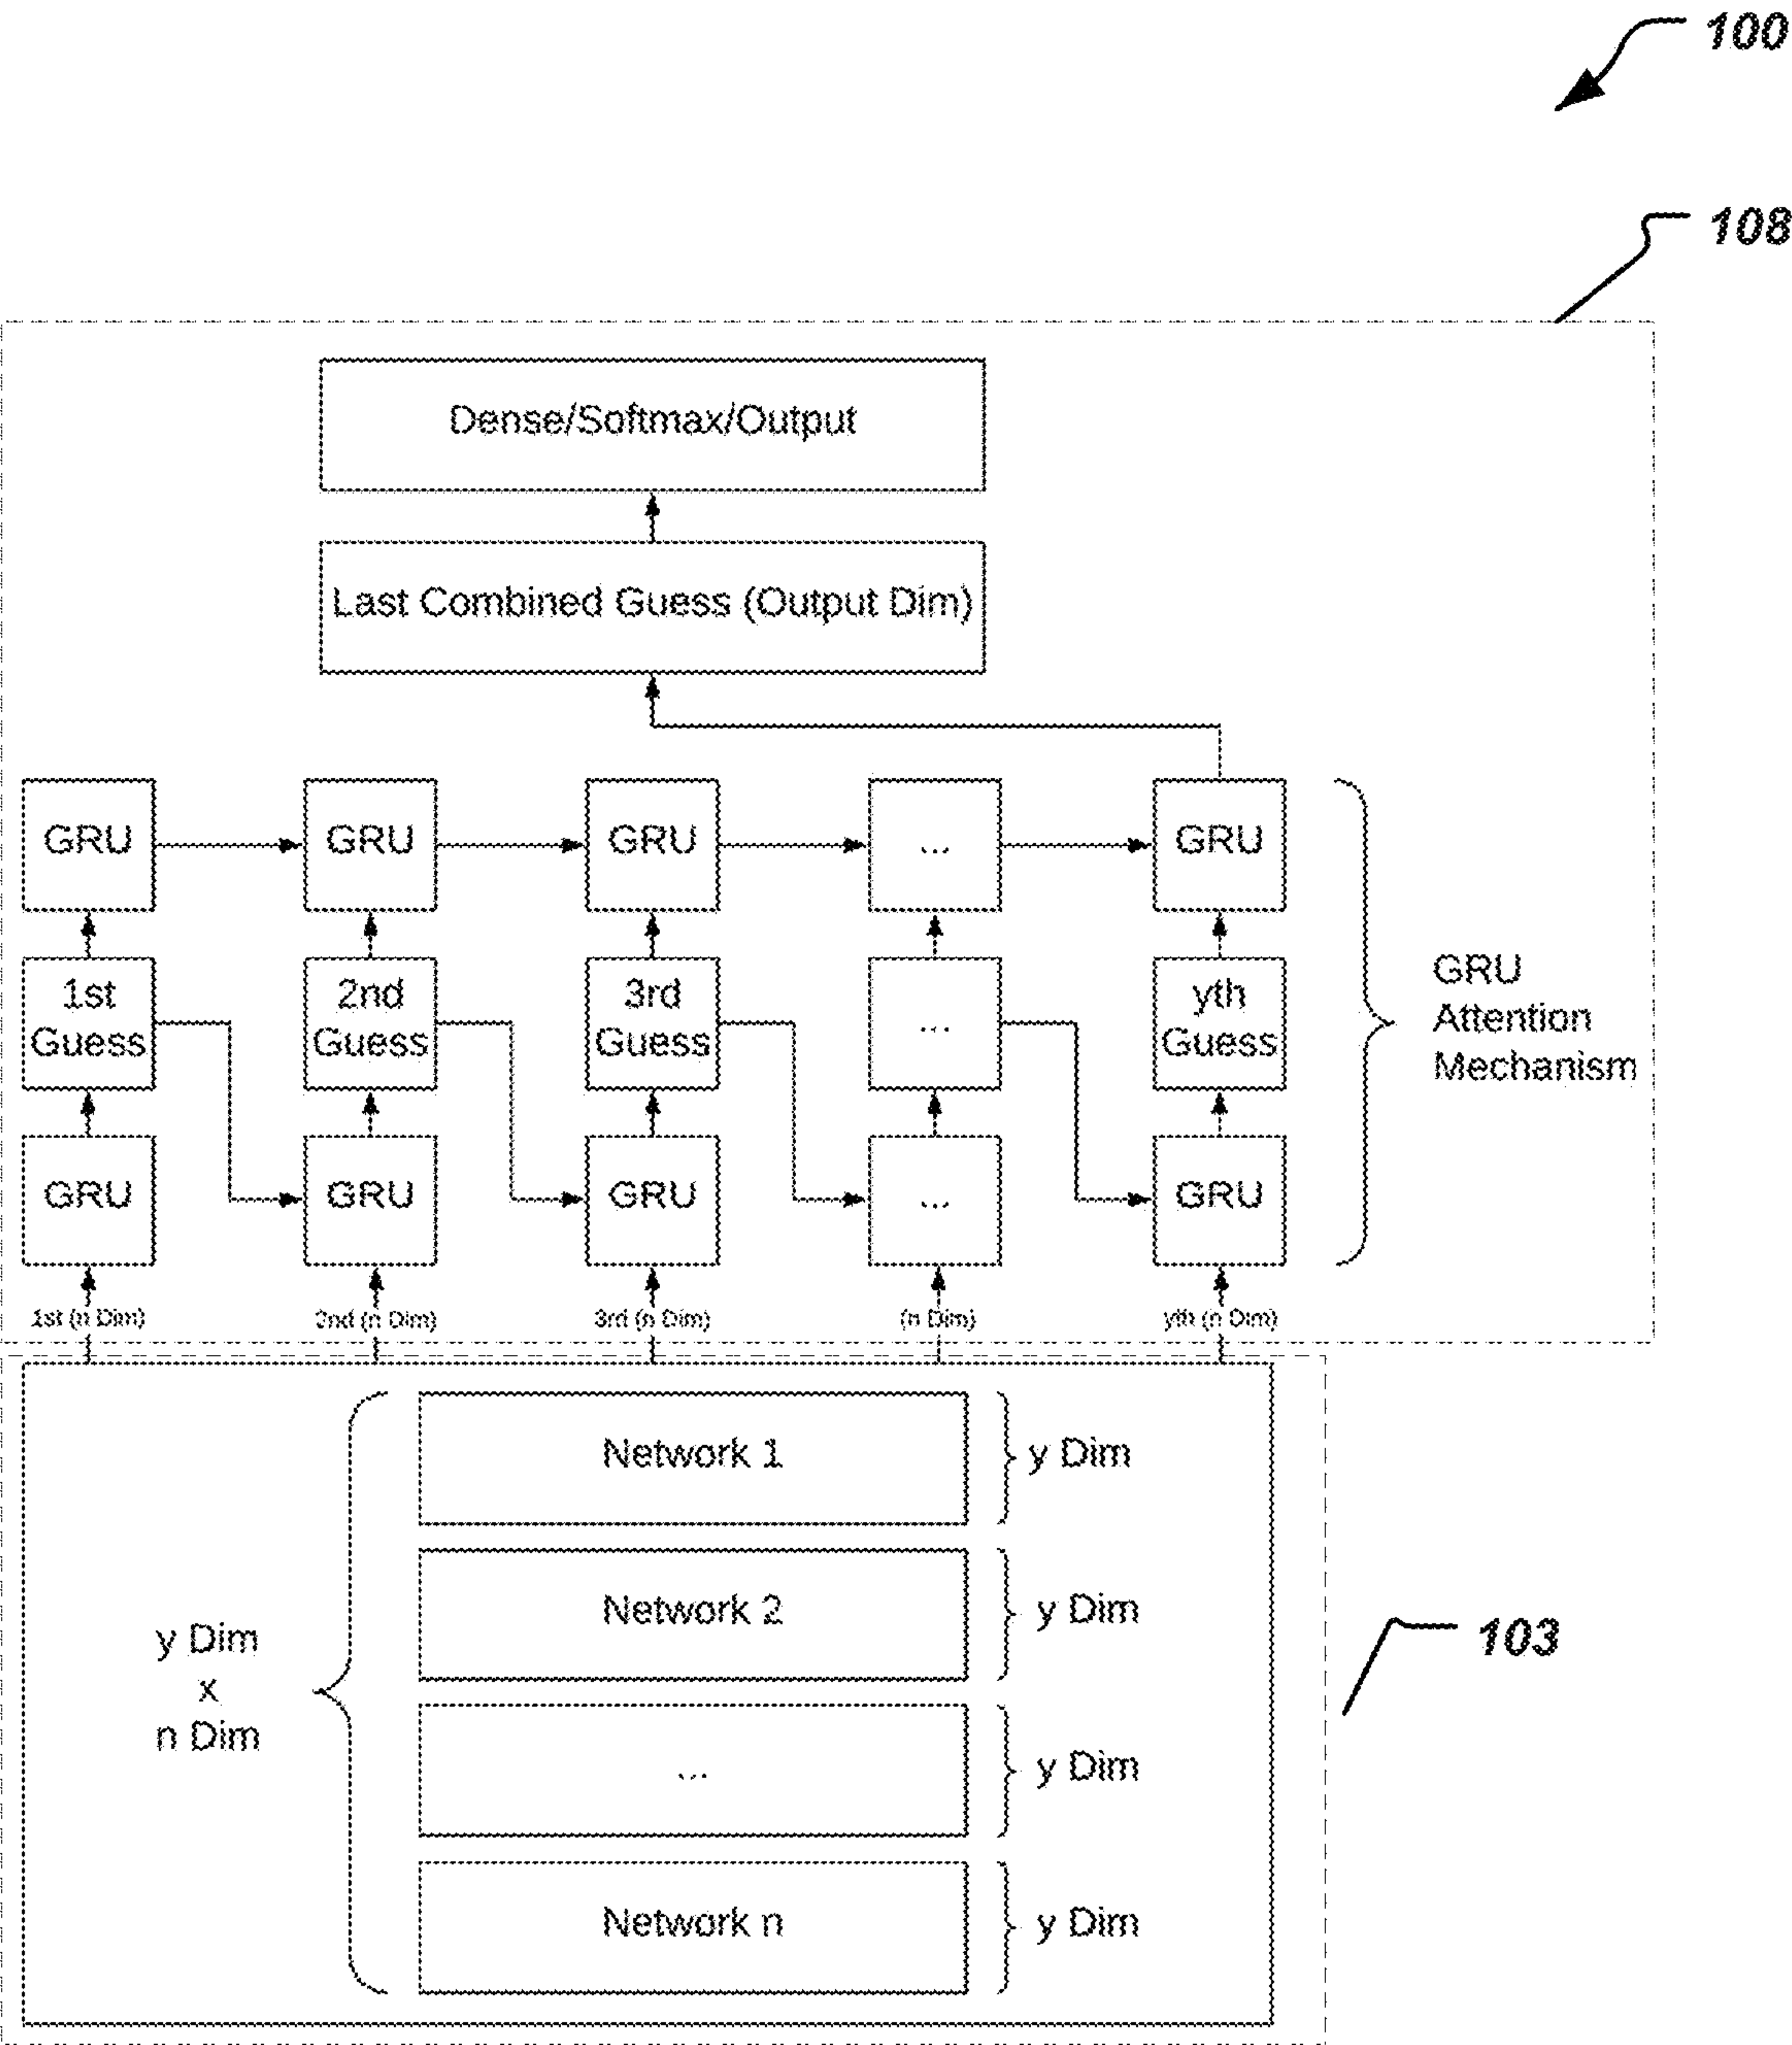 100
108
Dense/Softmax/Output
Last Combined Guess (Output Dim)
GRU
GRU
GRU
...
GRU
1st
Guess
2nd
Guess
3rd
Guess
...
yth
Guess
GRU
Attention
Mechanism
GRU
GRU
GRU
...
GRU
1st (n Dim)
2nd (n Dim)
3rd (n Dim)
(n Dim)
yth (n Dim)
Network 1
y Dim
Network 2
y Dim
y Dim
x
n Dim
103
...
y Dim
Network n
y Dim